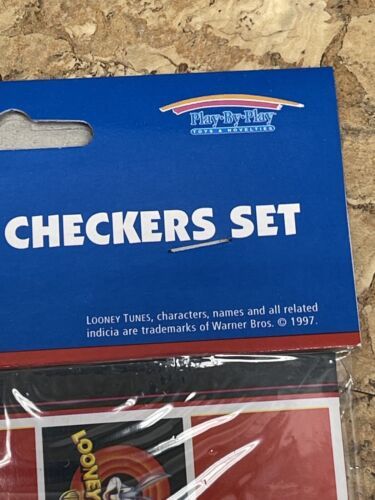 Play·By·Play
TOYS & NOVELTIES
CHECKERS SET
LOONEY TUNES, characters, names and all related
indicia are trademarks of Warner Bros. © 1997.
LOONEY